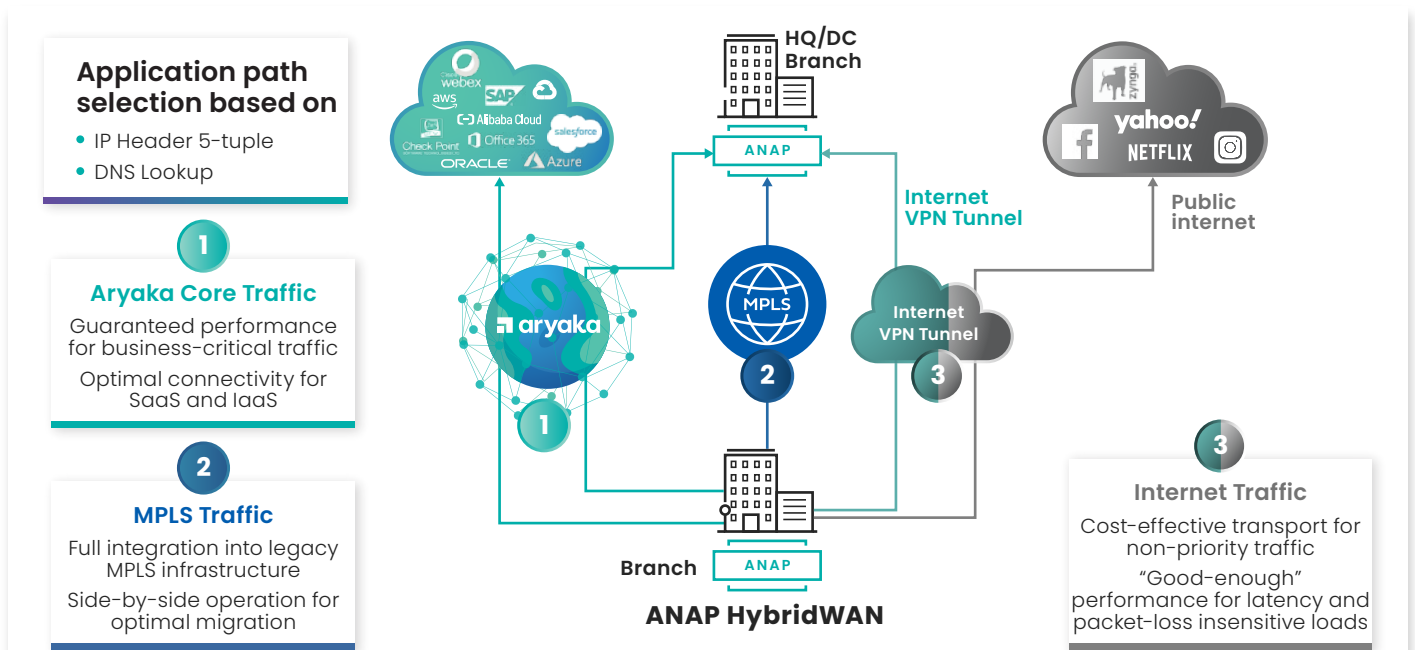 Application path
selection based on
• IP Header 5-tuple
• DNS Lookup
1
Aryaka Core Traffic
Guaranteed performance
for business-critical traffic
Optimal connectivity for
SaaS and IaaS
2
MPLS Traffic
Full integration into legacy
MPLS infrastructure
Side-by-side operation for
optimal migration
webex
aws
SAP
Alibaba Cloud
Check Point
Office 365
salesforce
ORACLE
Azure
HQ/DC
Branch
ANAP
zynga
yahoo!
NETFLIX
Internet
VPN Tunnel
Public
internet
aryaka
1
MPLS
2
Internet
VPN Tunnel
3
Branch
ANAP
ANAP HybridWAN
3
Internet Traffic
Cost-effective transport for
non-priority traffic
“Good-enough”
performance for latency and
packet-loss insensitive loads